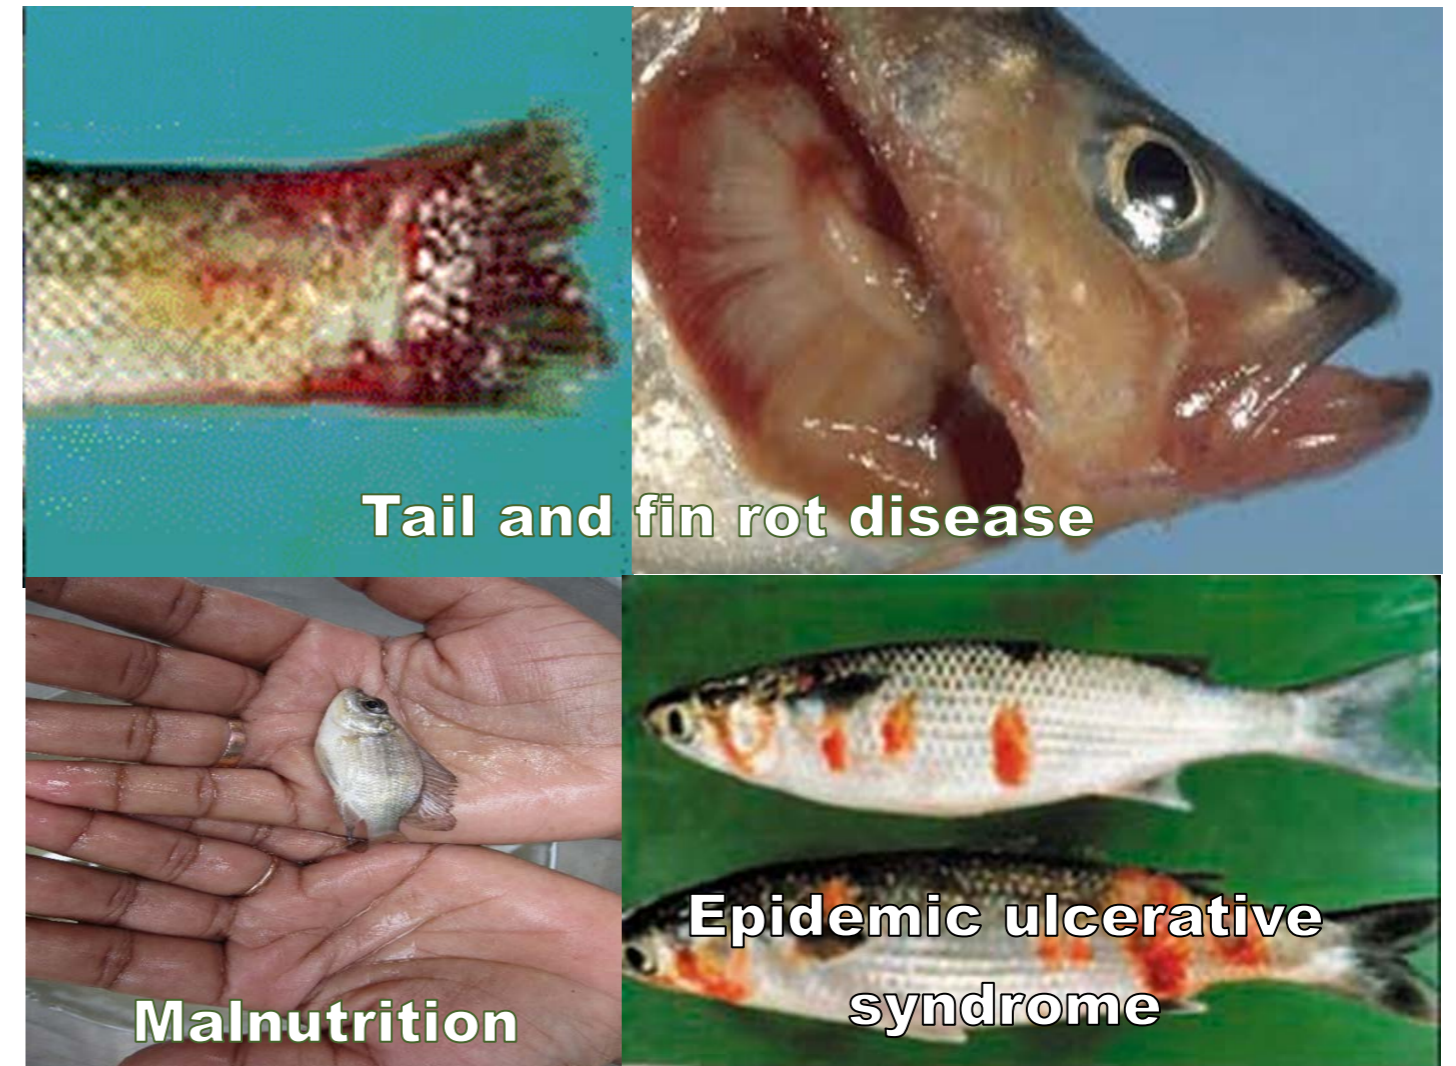 Tail and fin rot disease
Malnutrition
Epidemic ulcerative
syndrome